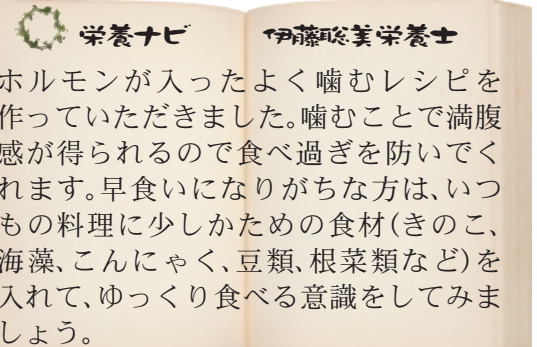 栄養ナビ 伊藤聡美栄養士
ホルモンが入ったよく噛むレシピを
作っていただきました。噛むことで満腹
感が得られるので食べ過ぎを防いでく
れます。早食いになりがちな方は、いつ
もの料理に少しかための食材(きのこ、
海藻、こんにゃく、豆類、根菜類など)を
入れて、ゆっくり食べる意識をしてみま
しょう。